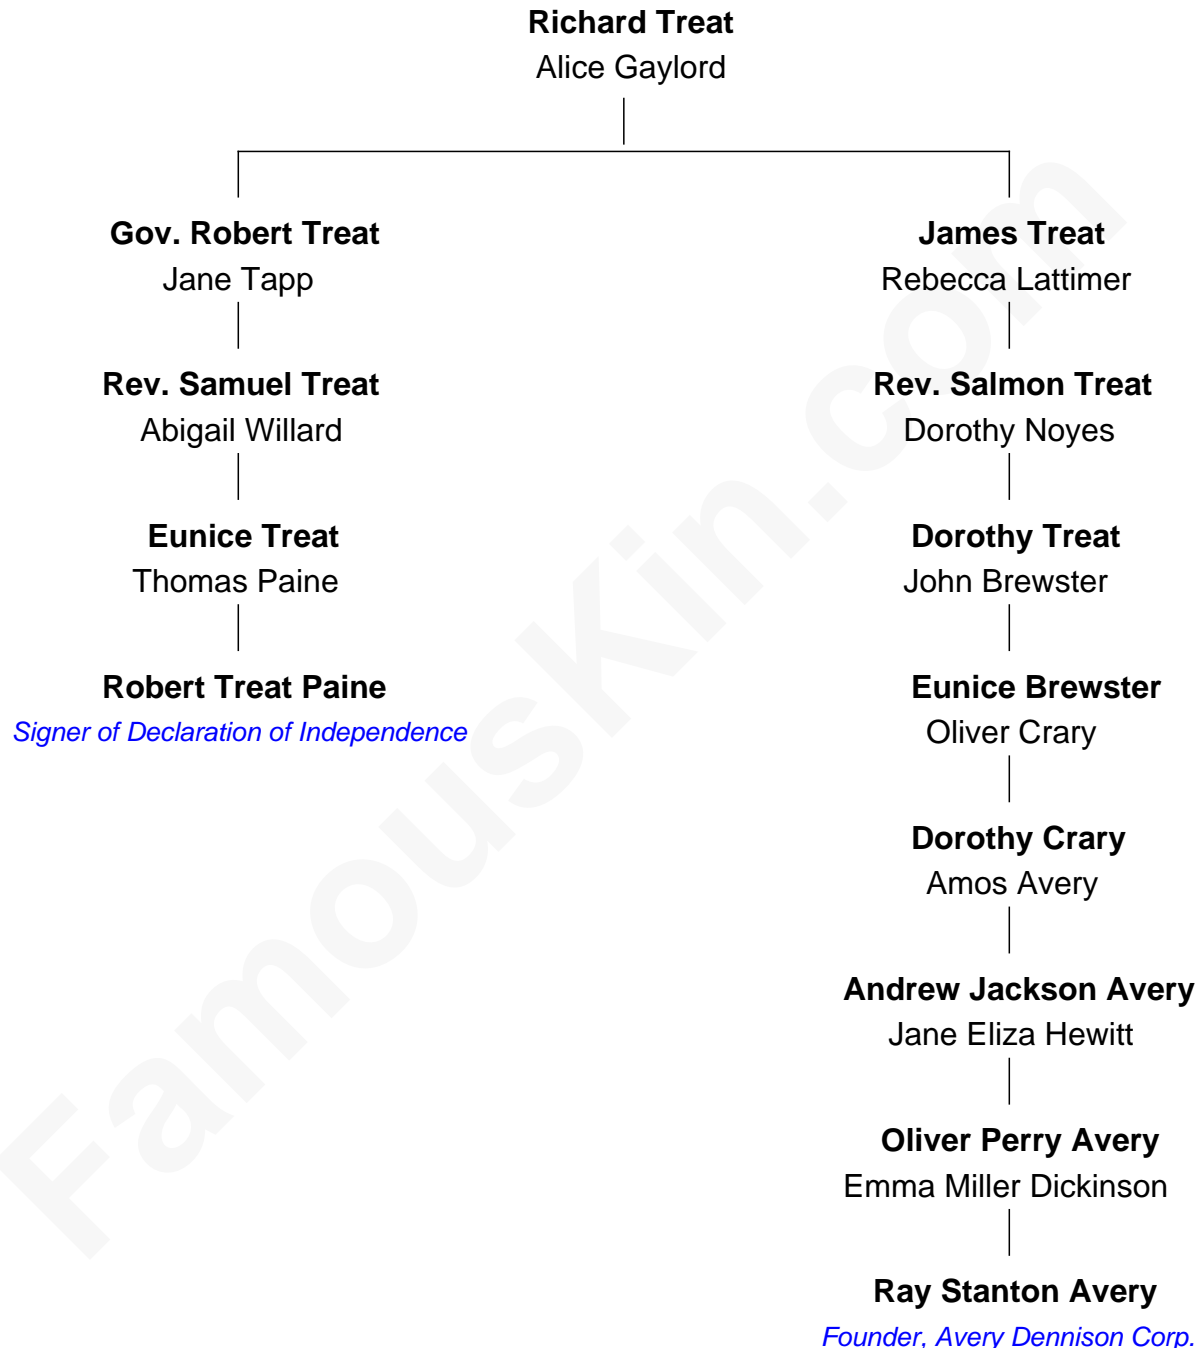 Richard Treat
Alice Gaylord
Gov. Robert Treat
Jane Tapp
Rev. Samuel Treat
Abigail Willard
Eunice Treat
Thomas Paine
Robert Treat Paine
Signer of Declaration of Independence
James Treat
Rebecca Lattimer
Rev. Salmon Treat
Dorothy Noyes
Dorothy Treat
John Brewster
Eunice Brewster
Oliver Crary
Dorothy Crary
Amos Avery
Andrew Jackson Avery
Jane Eliza Hewitt
Oliver Perry Avery
Emma Miller Dickinson
Ray Stanton Avery
Founder, Avery Dennison Corp.
FamousKin.com